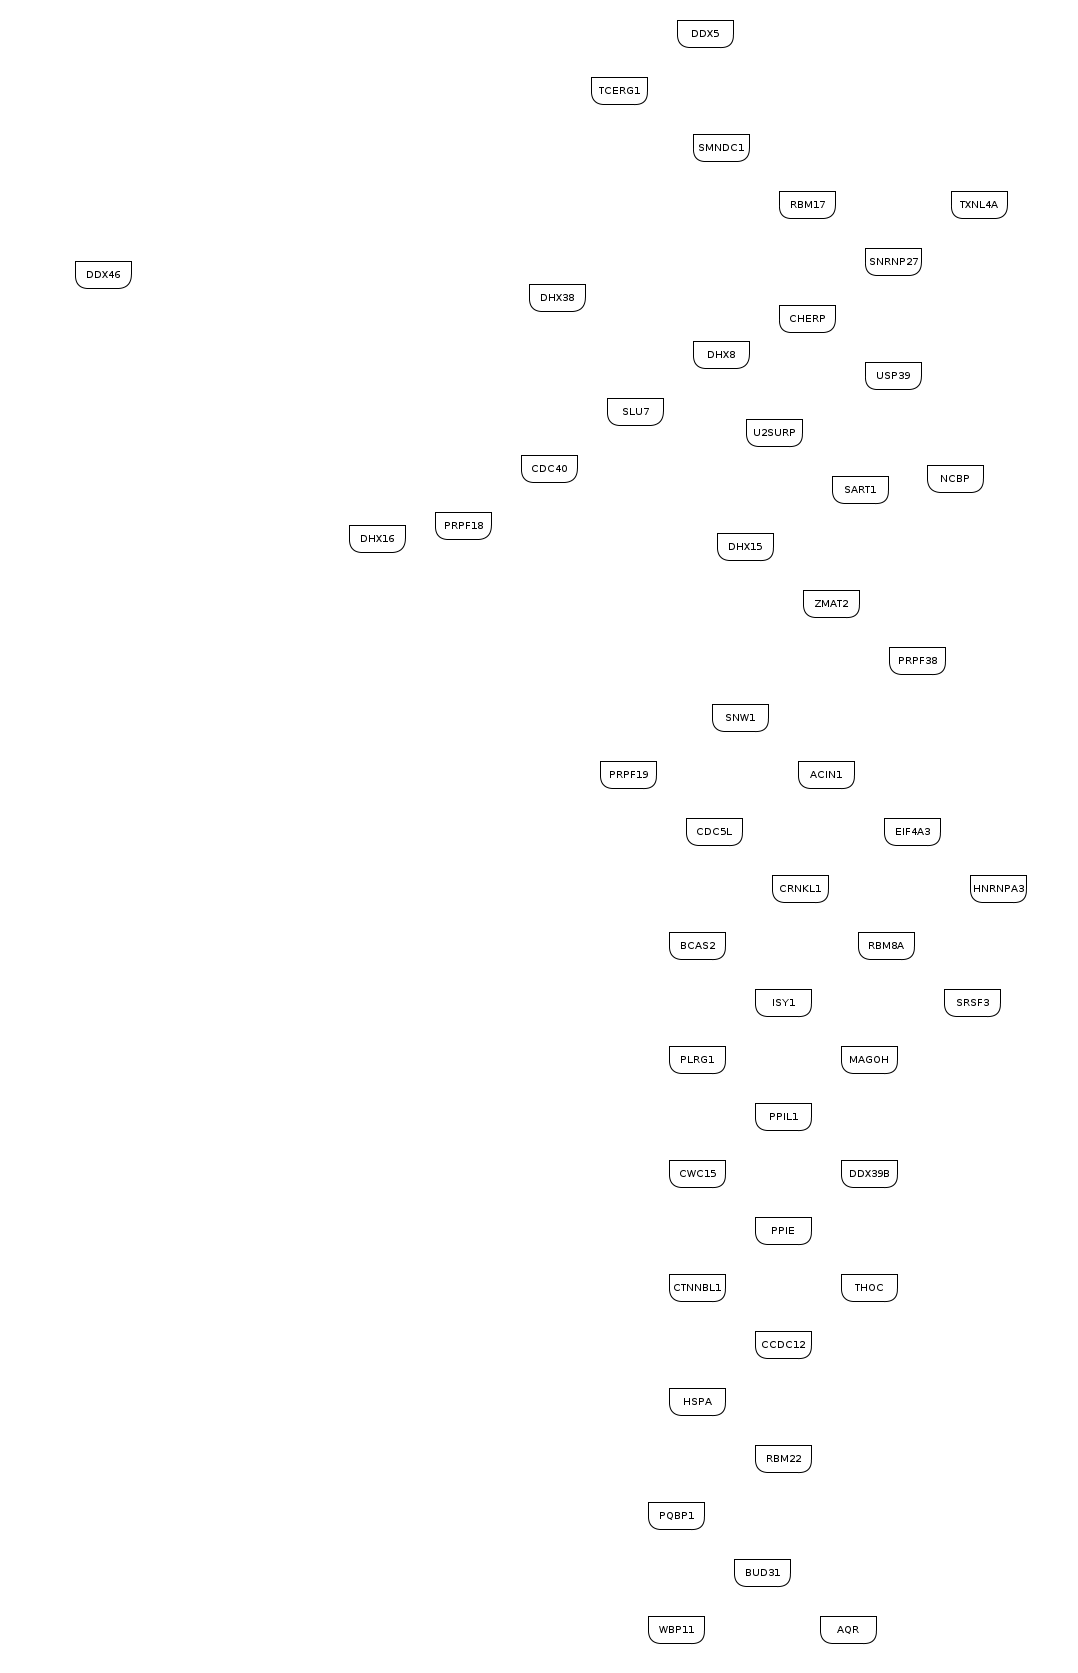 DDX5
TCERG1
SMNDC1
RBM17
TXNL4A
SNRNP27
DDX46
DHX38
CHERP
DHX8
USP39
SLU7
U2SURP
CDC40
NCBP
SART1
PRPF18
DHX16
DHX15
ZMAT2
PRPF38
SNW1
PRPF19
ACIN1
CDC5L
EIF4A3
CRNKL1
HNRNPA3
BCAS2
RBM8A
ISY1
SRSF3
PLRG1
MAGOH
PPIL1
CWC15
DDX39B
PPIE
CTNNBL1
THOC
CCDC12
HSPA
RBM22
PQBP1
BUD31
WBP11
AQR